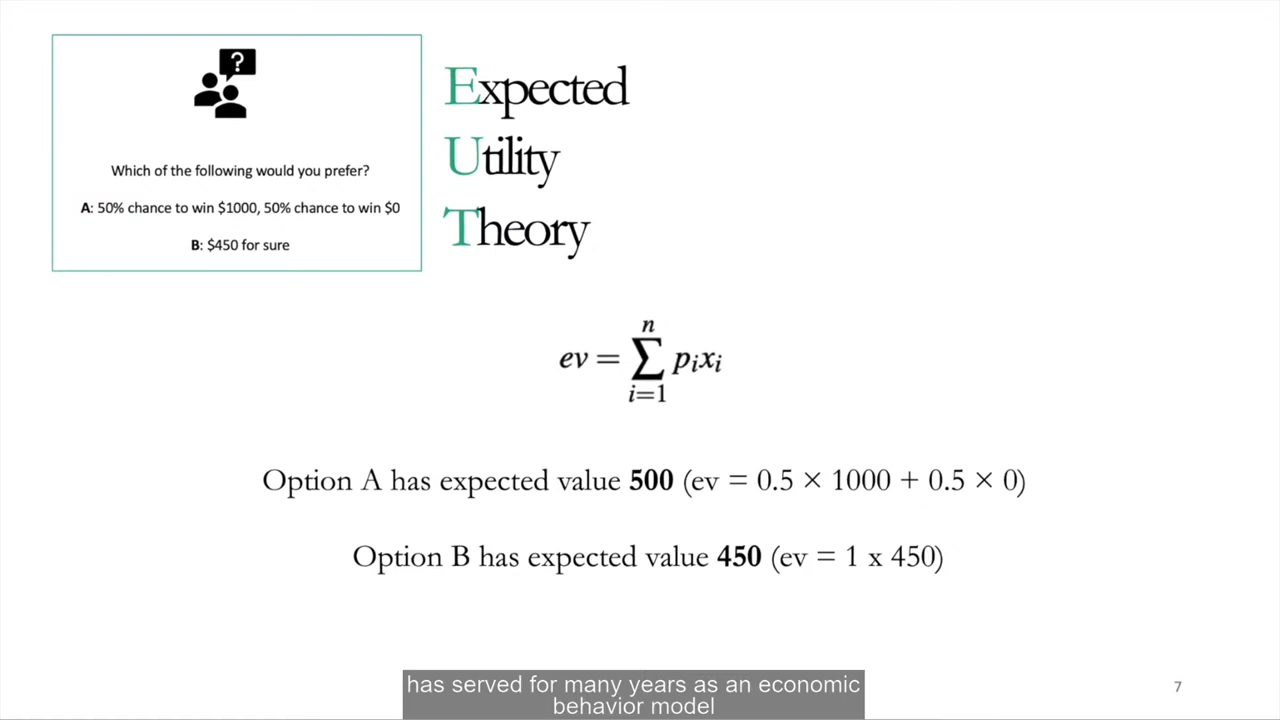 ?
Which of the following would you prefer?
A: 50% chance to win $1000, 50% chance to win $0
B: $450 for sure
Expected
Utility
Theory
ev = ∑ᵢ₌₁ⁿ pᵢxᵢ
Option A has expected value 500 (ev = 0.5 × 1000 + 0.5 × 0)
Option B has expected value 450 (ev = 1 x 450)
has served for many years as an economic
behavior model
7